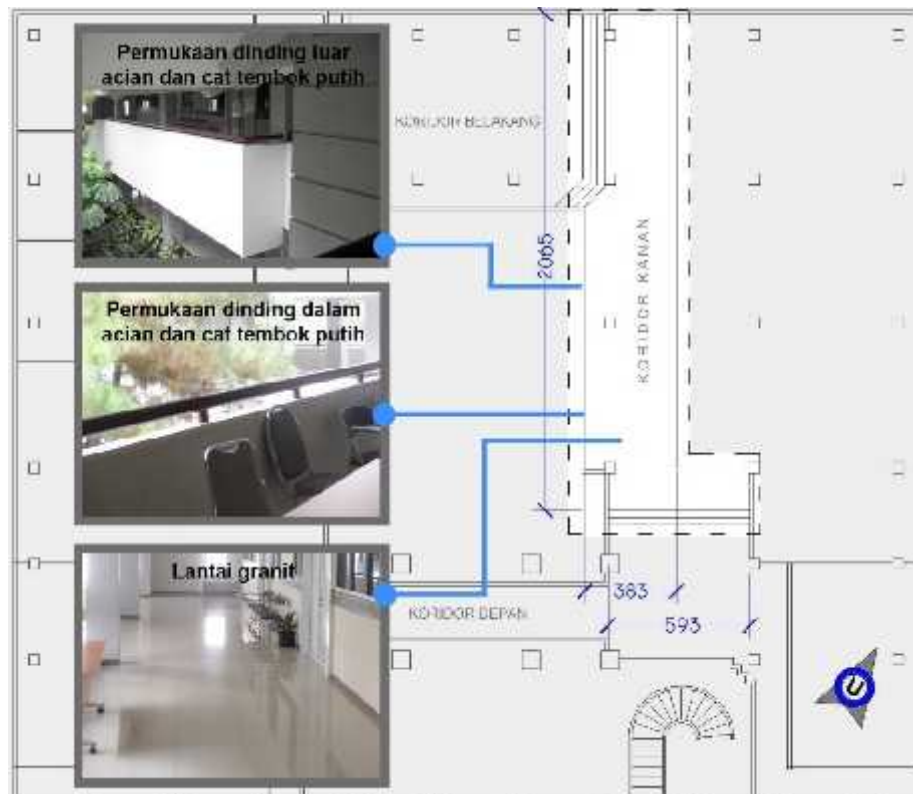 Permukaan dinding luar
acian dan cat tembok putih
KORIDOR BELAKANG
2065
KORIDOR KANAN
Permukaan dinding dalam
acian dan cat tembok putih
Lantai granit
383
KORIDOR DEPAN
593
U